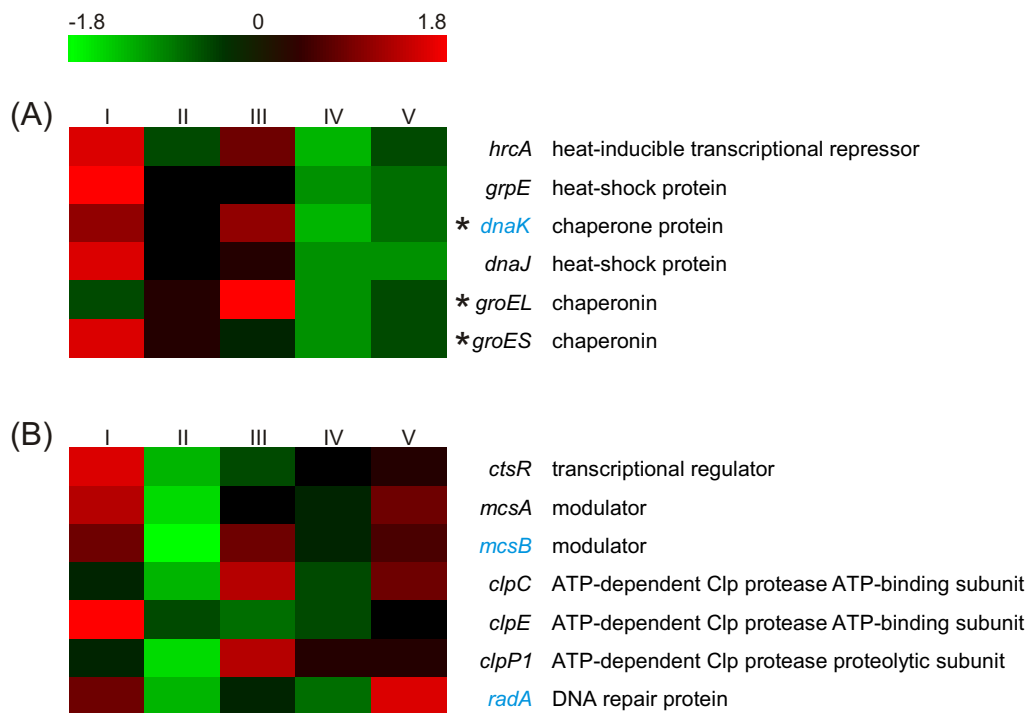 -1.8 0 1.8
(A)
I II III IV V
hrcA heat-inducible transcriptional repressor
grpE heat-shock protein
* dnaK chaperone protein
dnaJ heat-shock protein
* groEL chaperonin
* groES chaperonin
(B)
I II III IV V
ctsR transcriptional regulator
mcsA modulator
mcsB modulator
clpC ATP-dependent Clp protease ATP-binding subunit
clpE ATP-dependent Clp protease ATP-binding subunit
clpP1 ATP-dependent Clp protease proteolytic subunit
radA DNA repair protein